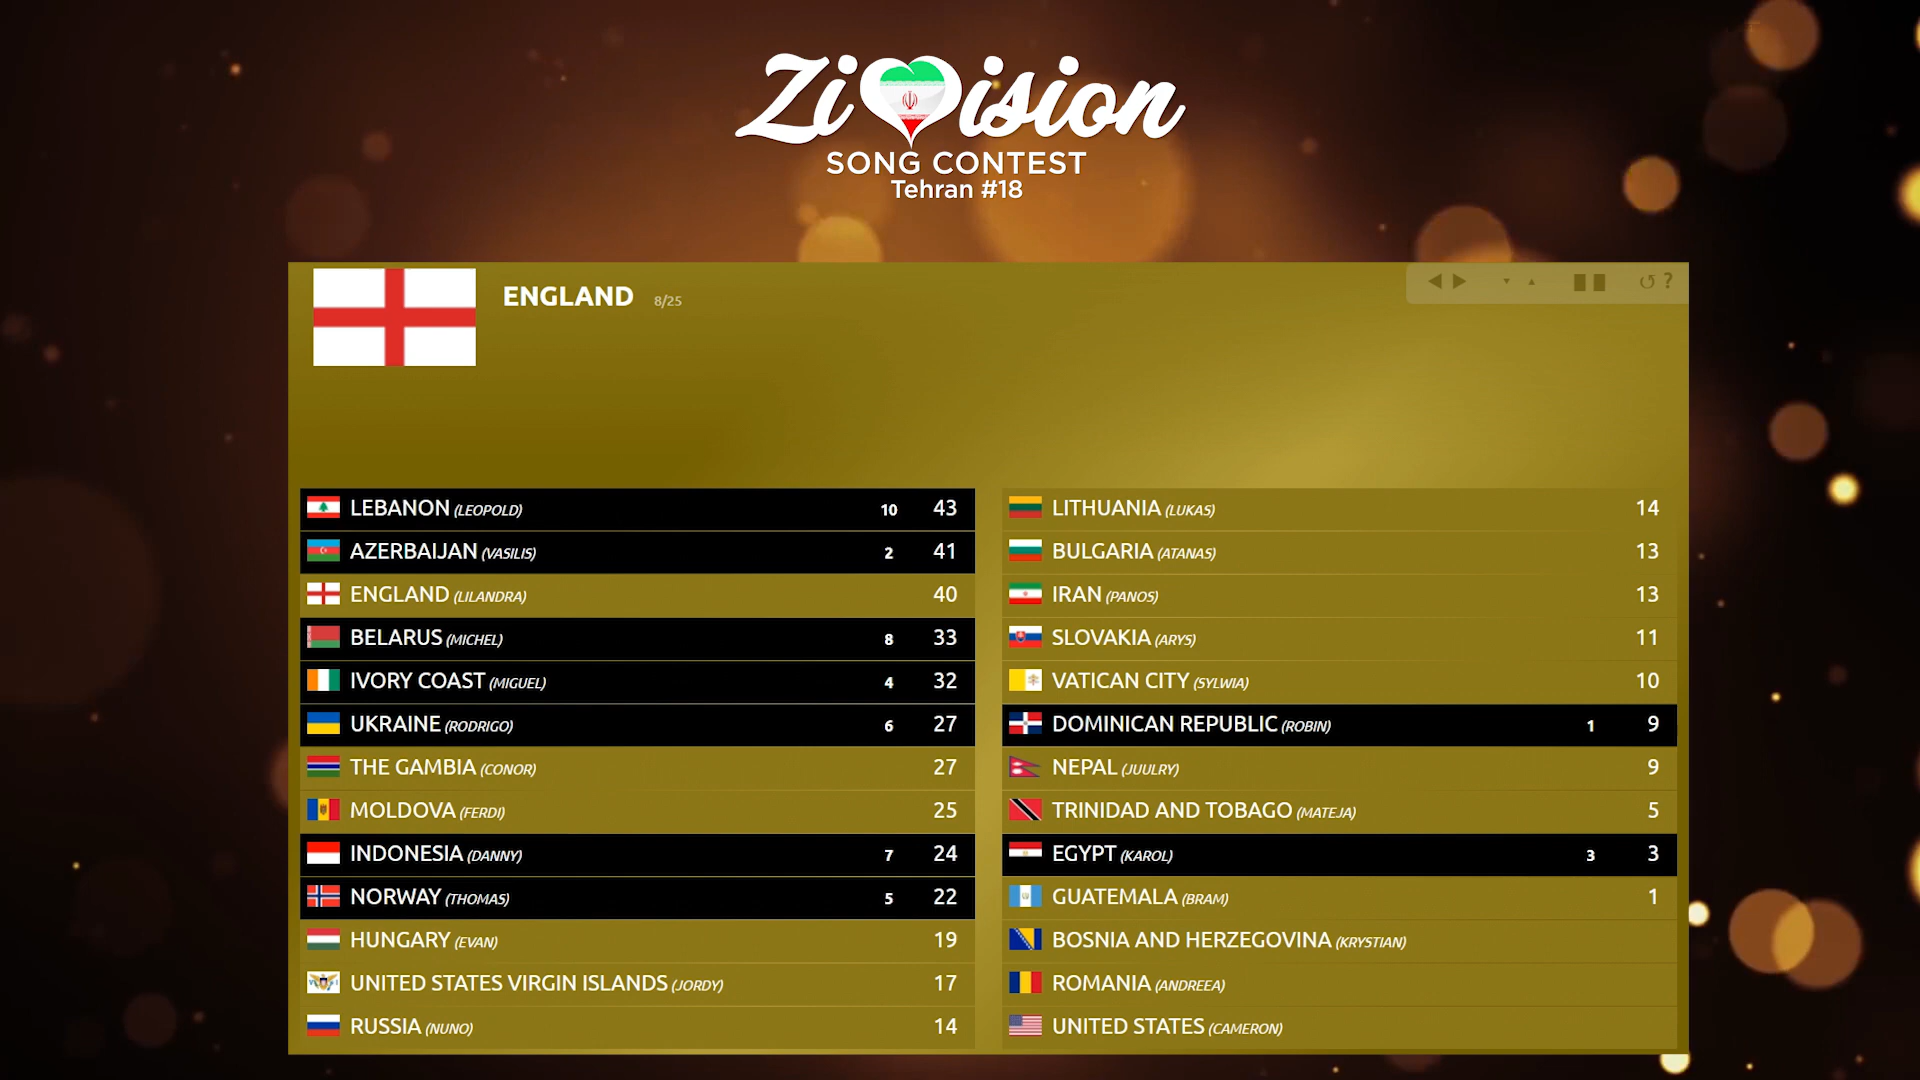 Zi vision
SONG CONTEST
Tehran #18
ENGLAND 8/25
?
LEBANON (LEOPOLD) 10 43
AZERBAIJAN (VASILIS) 2 41
ENGLAND (LILANDRA) 40
BELARUS (MICHEL) 8 33
IVORY COAST (MIGUEL) 4 32
UKRAINE (RODRIGO) 6 27
THE GAMBIA (CONOR) 27
MOLDOVA (FERDI) 25
INDONESIA (DANNY) 7 24
NORWAY (THOMAS) 5 22
HUNGARY (EVAN) 19
UNITED STATES VIRGIN ISLANDS (JORDY) 17
RUSSIA (NUNO) 14
LITHUANIA (LUKAS) 14
BULGARIA (ATANAS) 13
IRAN (PANOS) 13
SLOVAKIA (ARYS) 11
VATICAN CITY (SYLWIA) 10
DOMINICAN REPUBLIC (ROBIN) 1 9
NEPAL (JUULRY) 9
TRINIDAD AND TOBAGO (MATEJA) 5
EGYPT (KAROL) 3 3
GUATEMALA (BRAM) 1
BOSNIA AND HERZEGOVINA (KRYSTIAN)
ROMANIA (ANDREEA)
UNITED STATES (CAMERON)